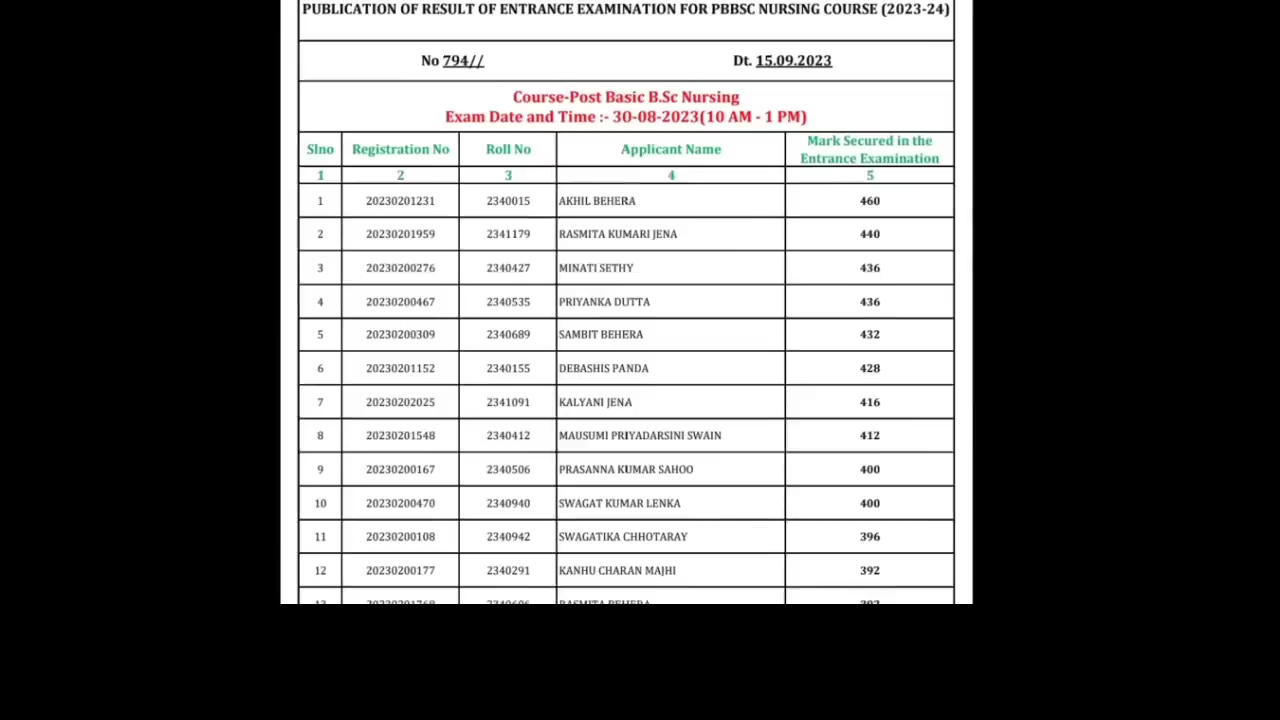 PUBLICATION OF RESULT OF ENTRANCE EXAMINATION FOR PBBSC NURSING COURSE (2023-24)
No 794// Dt. 15.09.2023
Course-Post Basic B.Sc Nursing
Exam Date and Time :- 30-08-2023(10 AM - 1 PM)
Slno Registration No Roll No Applicant Name Mark Secured in the Entrance Examination
1 2 3 4 5
1 20230201231 2340015 AKHIL BEHERA 460
2 20230201959 2341179 RASMITA KUMARI JENA 440
3 20230200276 2340427 MINATI SETHY 436
4 20230200467 2340535 PRIYANKA DUTTA 436
5 20230200309 2340689 SAMBIT BEHERA 432
6 20230201152 2340155 DEBASHIS PANDA 428
7 20230202025 2341091 KALYANI JENA 416
8 20230201548 2340412 MAUSUMI PRIYADARSINI SWAIN 412
9 20230200167 2340506 PRASANNA KUMAR SAHOO 400
10 20230200470 2340940 SWAGAT KUMAR LENKA 400
11 20230200108 2340942 SWAGATIKA CHHOTARAY 396
12 20230200177 2340291 KANHU CHARAN MAJHI 392